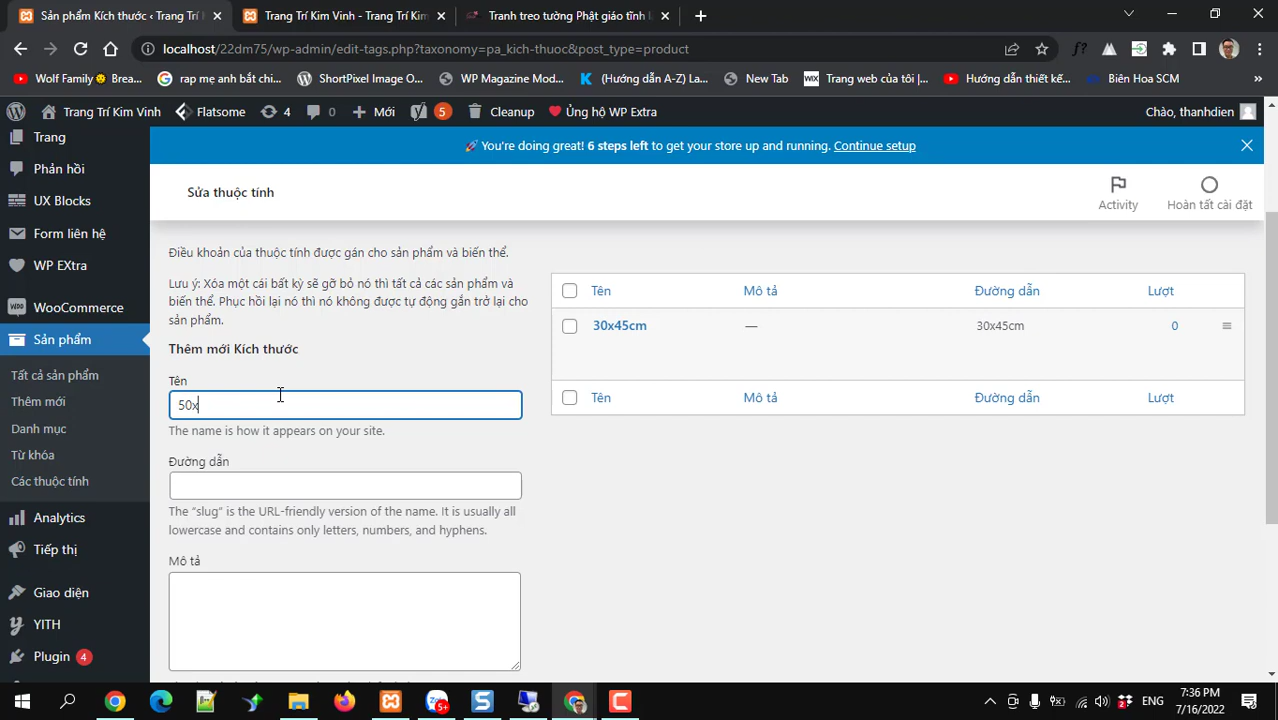 Sản phẩm Kích thước ‹ Trang Trí
Trang Trí Kim Vinh - Trang Trí Kim
Tranh treo tường Phật giáo tĩnh
localhost/22dm75/wp-admin/edit-tags.php?taxonomy=pa_kich-thuoc&post_type=product
Wolf Family Brea...
rap mẹ anh bắt chi...
ShortPixel Image O...
WP Magazine Mod...
(Hướng dẫn A-Z) La...
New Tab
WIX
Trang web của tôi |...
Hướng dẫn thiết kế...
Biên Hoa SCM
»
Trang Trí Kim Vinh
Flatsome
4
0
Mới
5
Cleanup
Ủng hộ WP Extra
Chào, thanhdien
Trang
Phản hồi
UX Blocks
Form liên hệ
WP EXtra
WooCommerce
Sản phẩm
Tất cả sản phẩm
Thêm mới
Danh mục
Từ khóa
Các thuộc tính
Analytics
Tiếp thị
Giao diện
YITH
Plugin 4
You're doing great! 6 steps left to get your store up and running. Continue setup
Sửa thuộc tính
Activity
Hoàn tất cài đặt
Điều khoản của thuộc tính được gán cho sản phẩm và biến thể.
Lưu ý: Xóa một cái bất kỳ sẽ gỡ bỏ nó thì tất cả các sản phẩm và
biến thể. Phục hồi lại nó thì nó không được tự động gắn trở lại cho
sản phẩm.
Thêm mới Kích thước
Tên
50x
The name is how it appears on your site.
Đường dẫn
The “slug” is the URL-friendly version of the name. It is usually all
lowercase and contains only letters, numbers, and hyphens.
Mô tả
Tên Mô tả Đường dẫn Lượt
30x45cm — 30x45cm 0
Tên Mô tả Đường dẫn Lượt
ENG
7:36 PM
7/16/2022